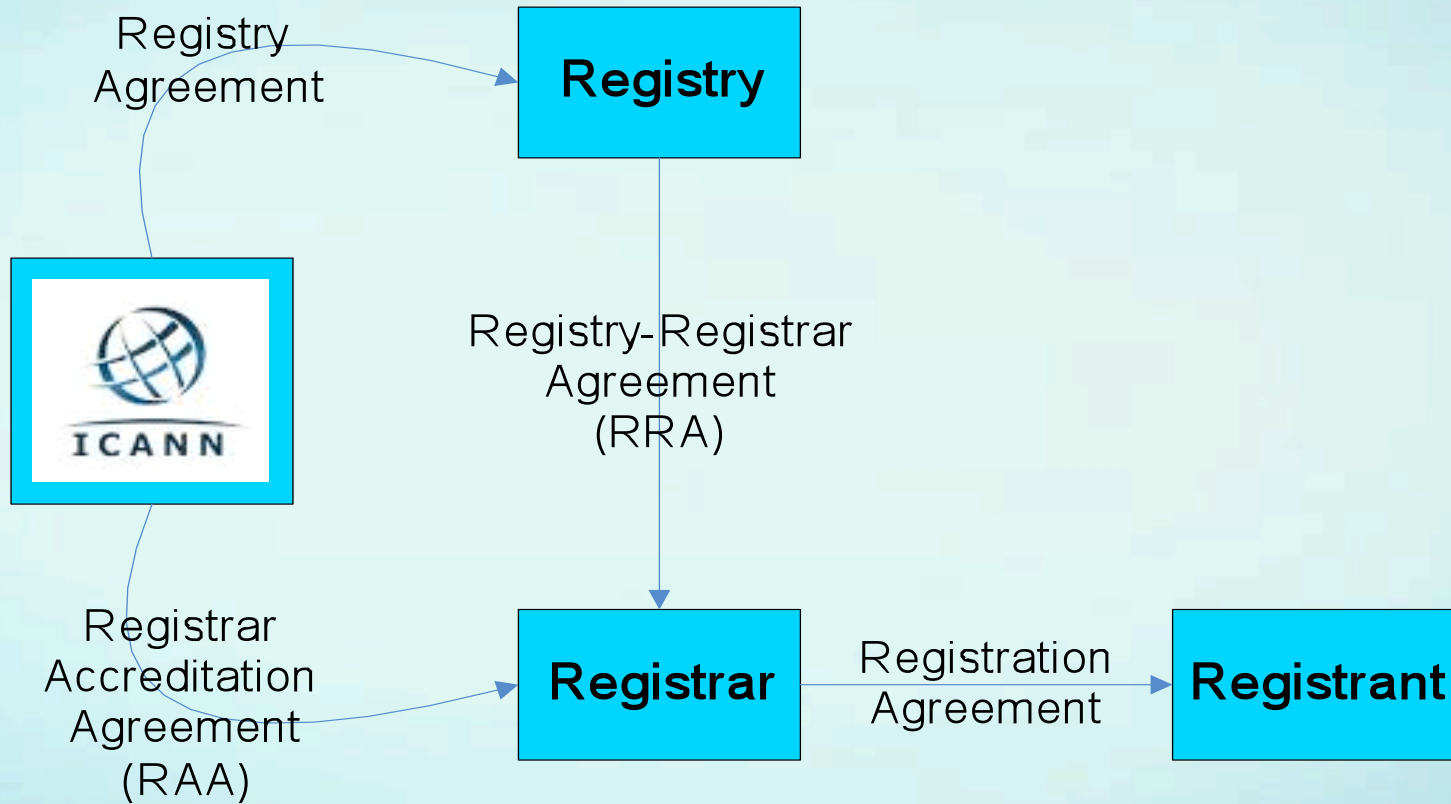 Registry
Agreement
Registry
ICANN
Registry-Registrar
Agreement
(RRA)
Registrar
Accreditation
Agreement
(RAA)
Registrar
Registration
Agreement
Registrant